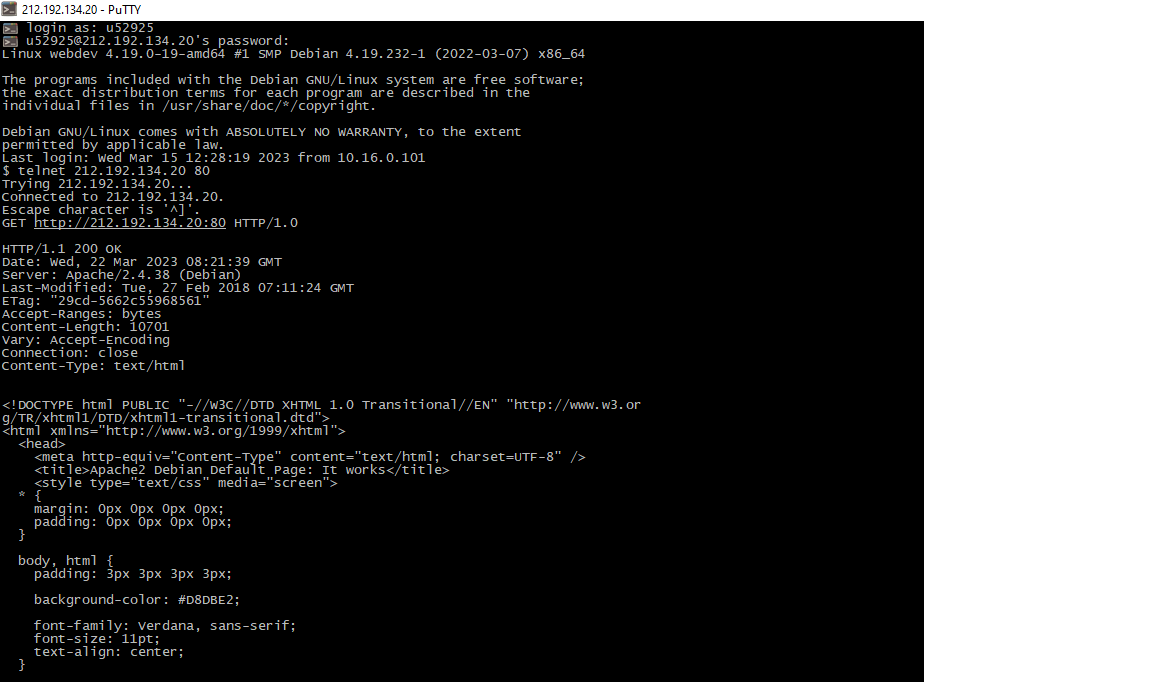 212.192.134.20 - PuTTY
login as: u52925
u52925@212.192.134.20's password:
Linux webdev 4.19.0-19-amd64 #1 SMP Debian 4.19.232-1 (2022-03-07) x86_64
The programs included with the Debian GNU/Linux system are free software;
the exact distribution terms for each program are described in the
individual files in /usr/share/doc/*/copyright.
Debian GNU/Linux comes with ABSOLUTELY NO WARRANTY, to the extent
permitted by applicable law.
Last login: Wed Mar 15 12:28:19 2023 from 10.16.0.101
$ telnet 212.192.134.20 80
Trying 212.192.134.20...
Connected to 212.192.134.20.
Escape character is '^]'.
GET http://212.192.134.20:80 HTTP/1.0
HTTP/1.1 200 OK
Date: Wed, 22 Mar 2023 08:21:39 GMT
Server: Apache/2.4.38 (Debian)
Last-Modified: Tue, 27 Feb 2018 07:11:24 GMT
ETag: "29cd-5662c55968561"
Accept-Ranges: bytes
Content-Length: 10701
Vary: Accept-Encoding
Connection: close
Content-Type: text/html
<!DOCTYPE html PUBLIC "-//W3C//DTD XHTML 1.0 Transitional//EN" "http://www.w3.or
g/TR/xhtml1/DTD/xhtml1-transitional.dtd">
<html xmlns="http://www.w3.org/1999/xhtml">
  <head>
    <meta http-equiv="Content-Type" content="text/html; charset=UTF-8" />
    <title>Apache2 Debian Default Page: It works</title>
    <style type="text/css" media="screen">
  * {
    margin: 0px 0px 0px 0px;
    padding: 0px 0px 0px 0px;
  }
  body, html {
    padding: 3px 3px 3px 3px;
    background-color: #D8DBE2;
    font-family: Verdana, sans-serif;
    font-size: 11pt;
    text-align: center;
  }